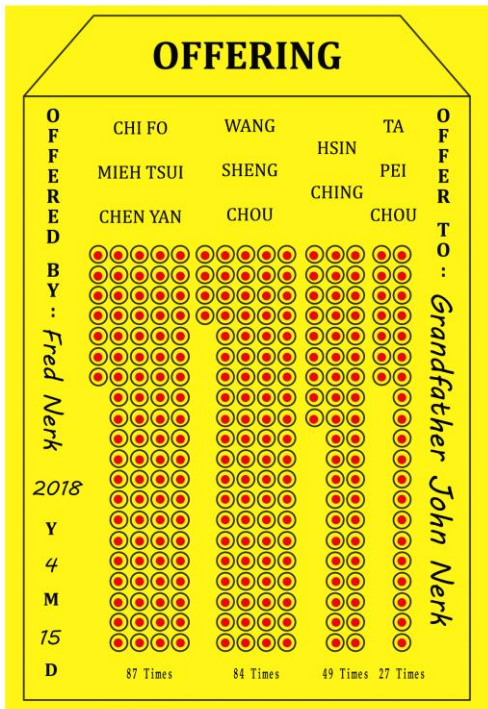 OFFERING
OFFERED BY: Fred Nerk 2018 Y 4 M 15 D
CHI FO
MIEH TSUI
CHEN YAN
WANG
SHENG
CHOU
HSIN
CHING
TA
PEI
CHOU
OFFER TO: Grandfather John Nerk
87 Times
84 Times
49 Times
27 Times